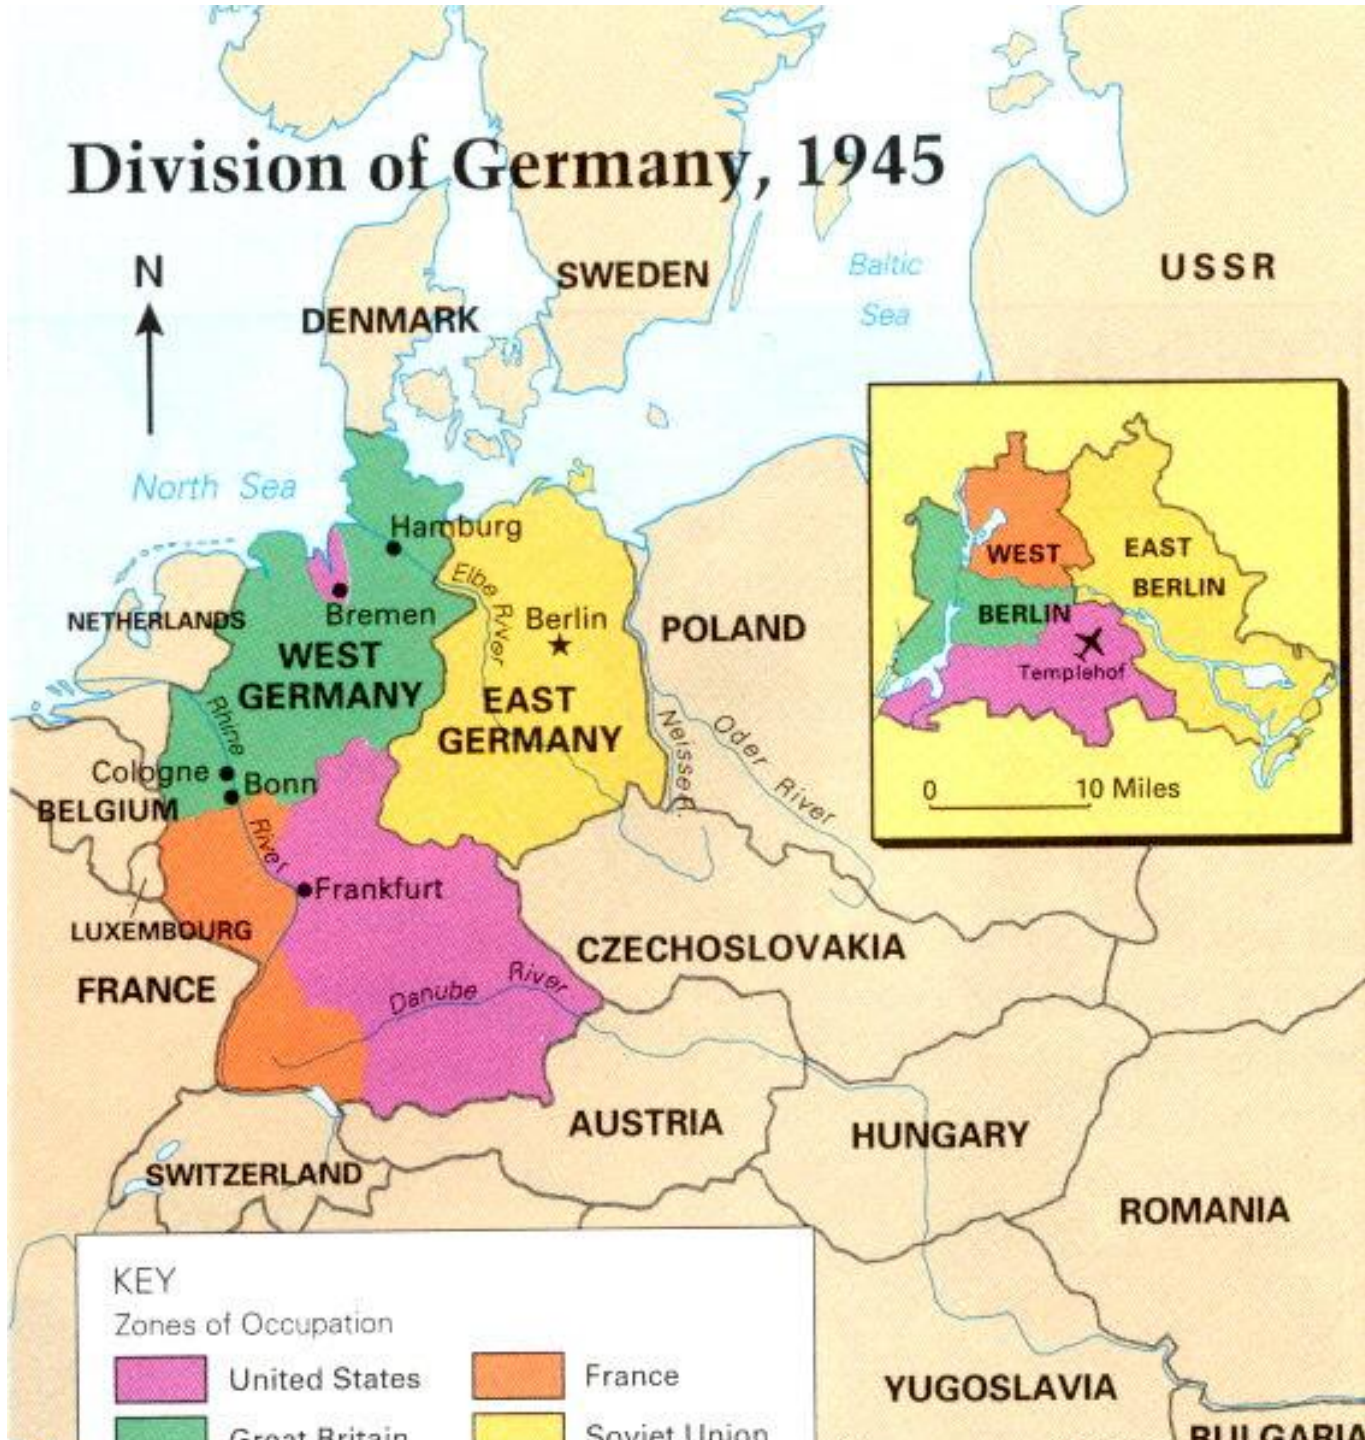 Division of Germany, 1945
N
SWEDEN
Baltic
Sea
USSR
DENMARK
North Sea
Hamburg
Elbe River
Bremen
Berlin
NETHERLANDS
POLAND
WEST
GERMANY
EAST
GERMANY
Rhine
River
Neisse R.
Oder River
Cologne
Bonn
BELGIUM
Frankfurt
LUXEMBOURG
FRANCE
CZECHOSLOVAKIA
Danube River
AUSTRIA
HUNGARY
SWITZERLAND
ROMANIA
YUGOSLAVIA
BULGARIA
WEST
BERLIN
EAST
BERLIN
Templehof
0 10 Miles
KEY
Zones of Occupation
United States
France
Great Britain
Soviet Union